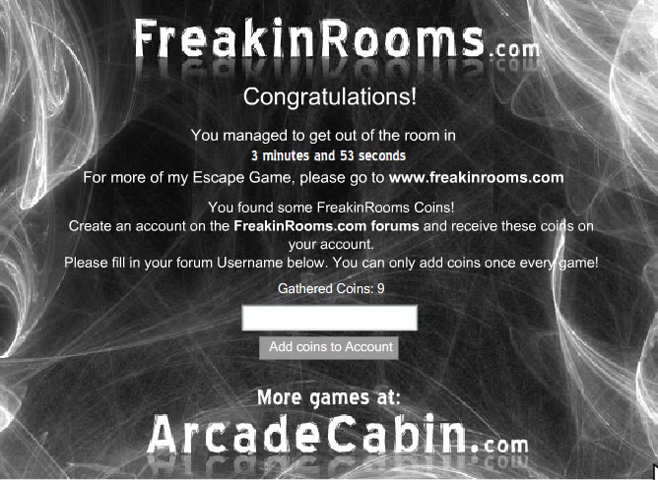 FreakinRooms.com
Congratulations!
You managed to get out of the room in
3 minutes and 53 seconds
For more of my Escape Game, please go to www.freakinrooms.com
You found some FreakinRooms Coins!
Create an account on the FreakinRooms.com forums and receive these coins on
your account.
Please fill in your forum Username below. You can only add coins once every game!
Gathered Coins: 9
Add coins to Account
More games at:
ArcadeCabin.com